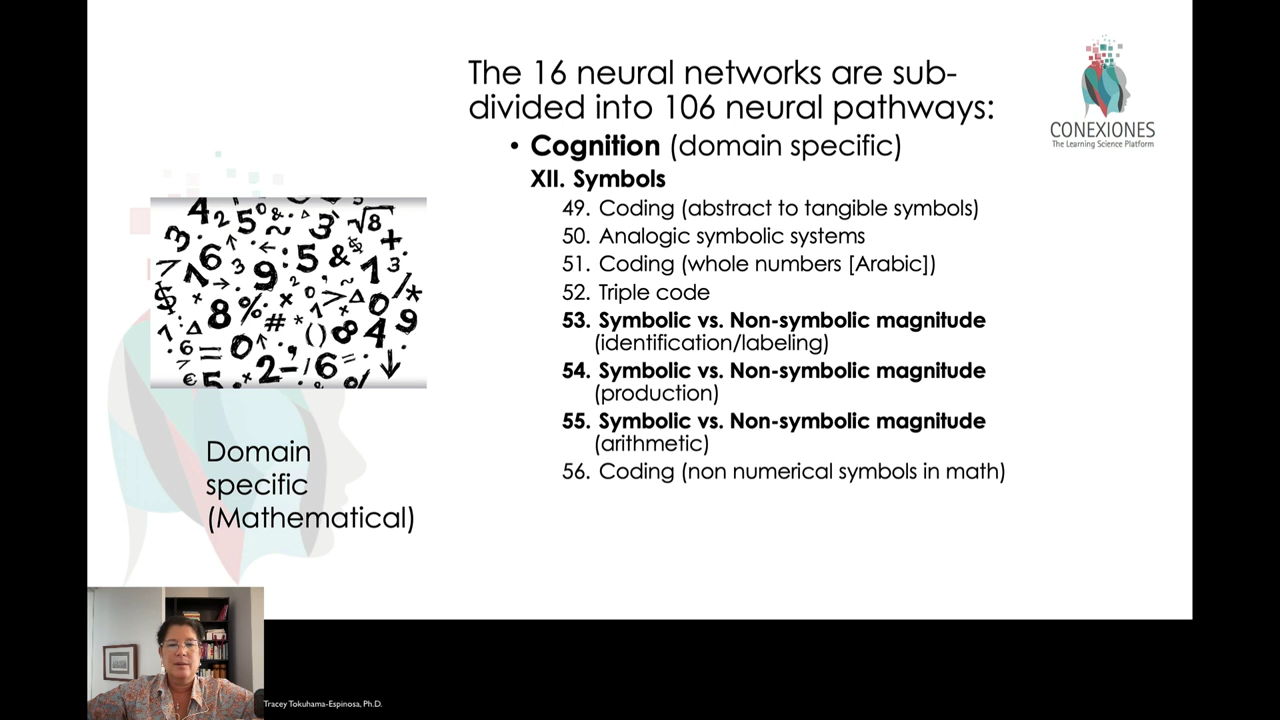 The 16 neural networks are sub-
divided into 106 neural pathways:
• Cognition (domain specific)
XII. Symbols
49. Coding (abstract to tangible symbols)
50. Analogic symbolic systems
51. Coding (whole numbers [Arabic])
52. Triple code
53. Symbolic vs. Non-symbolic magnitude
(identification/labeling)
54. Symbolic vs. Non-symbolic magnitude
(production)
55. Symbolic vs. Non-symbolic magnitude
(arithmetic)
56. Coding (non numerical symbols in math)
CONEXIONES
The Learning Science Platform
Domain
specific
(Mathematical)
Tracey Tokuhama-Espinosa, Ph.D.